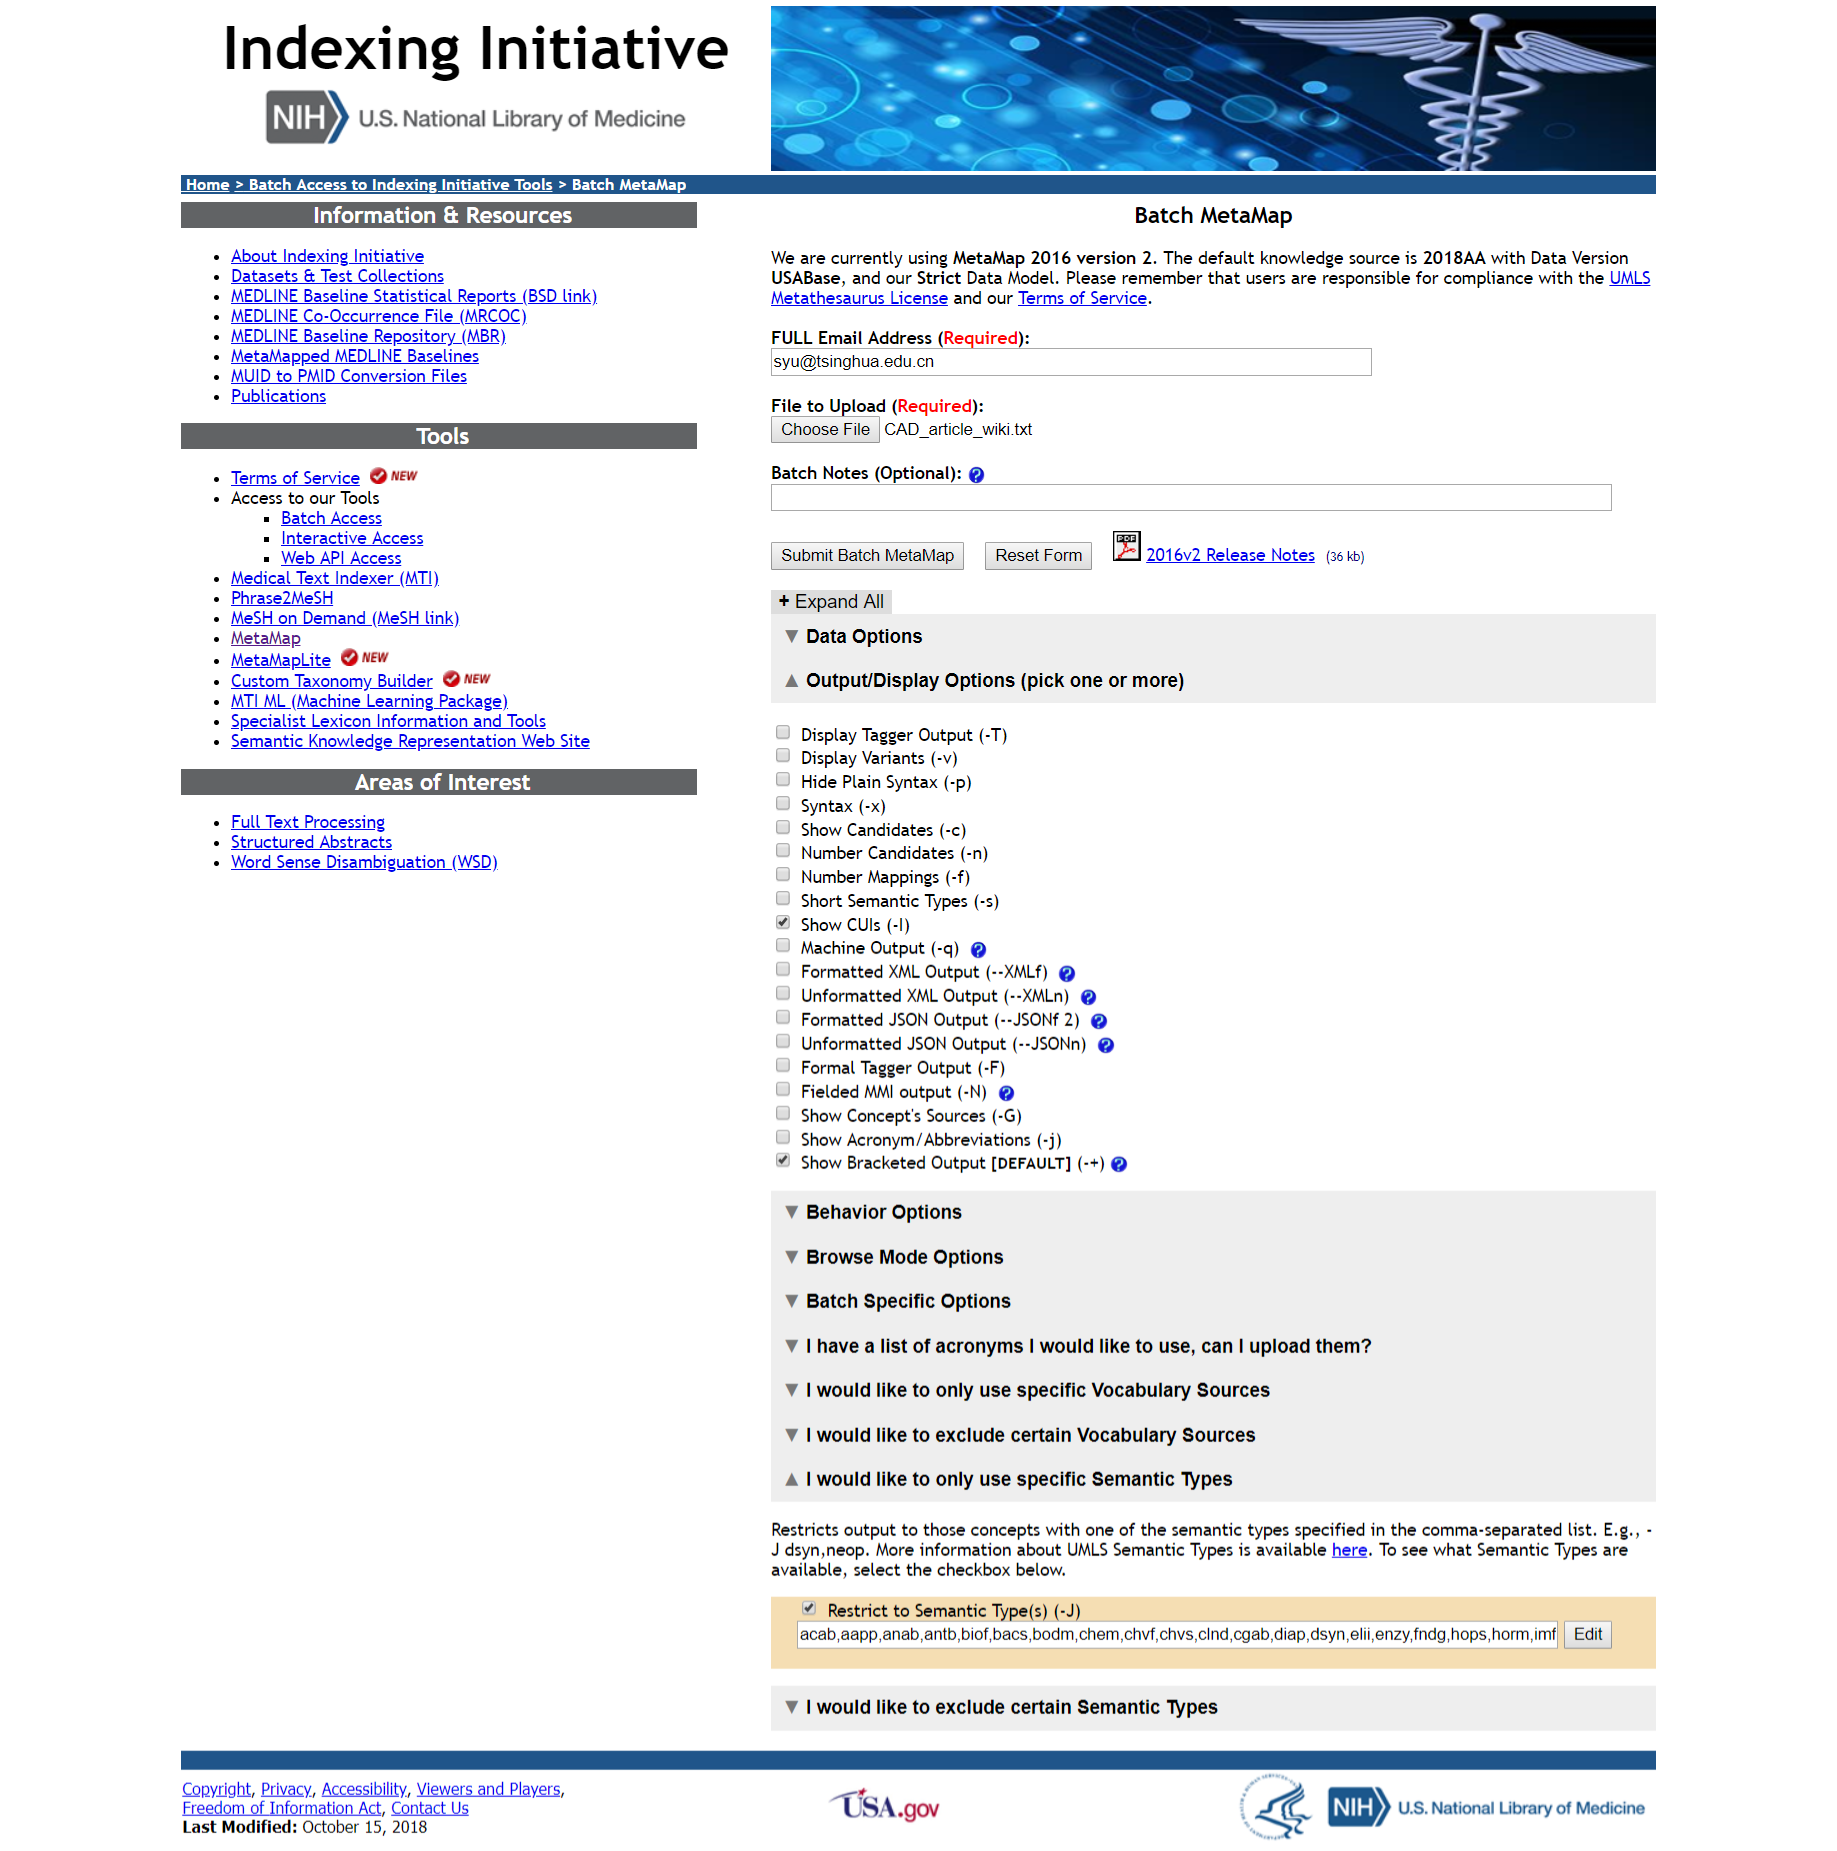 Indexing Initiative
NIH U.S. National Library of Medicine
Home > Batch Access to Indexing Initiative Tools > Batch MetaMap
Information & Resources
About Indexing Initiative
Datasets & Test Collections
MEDLINE Baseline Statistical Reports (BSD link)
MEDLINE Co-Occurrence File (MRCOC)
MEDLINE Baseline Repository (MBR)
MetaMapped MEDLINE Baselines
MUID to PMID Conversion Files
Publications
Tools
Terms of Service NEW
Access to our Tools
Batch Access
Interactive Access
Web API Access
Medical Text Indexer (MTI)
Phrase2MeSH
MeSH on Demand (MeSH link)
MetaMap
MetaMapLite NEW
Custom Taxonomy Builder NEW
MTI ML (Machine Learning Package)
Specialist Lexicon Information and Tools
Semantic Knowledge Representation Web Site
Areas of Interest
Full Text Processing
Structured Abstracts
Word Sense Disambiguation (WSD)
Batch MetaMap
We are currently using MetaMap 2016 version 2. The default knowledge source is 2018AA with Data Version
USABase, and our Strict Data Model. Please remember that users are responsible for compliance with the UMLS
Metathesaurus License and our Terms of Service.
FULL Email Address (Required):
syu@tsinghua.edu.cn
File to Upload (Required):
Choose File CAD_article_wiki.txt
Batch Notes (Optional): ?
Submit Batch MetaMap Reset Form PDF 2016v2 Release Notes (36 kb)
+ Expand All
▼ Data Options
▲ Output/Display Options (pick one or more)
Display Tagger Output (-T)
Display Variants (-v)
Hide Plain Syntax (-p)
Syntax (-x)
Show Candidates (-c)
Number Candidates (-n)
Number Mappings (-f)
Short Semantic Types (-s)
Show CUIs (-I)
Machine Output (-q) ?
Formatted XML Output (--XMLf) ?
Unformatted XML Output (--XMLn) ?
Formatted JSON Output (--JSONf 2) ?
Unformatted JSON Output (--JSONn) ?
Formal Tagger Output (-F)
Fielded MMI output (-N) ?
Show Concept's Sources (-G)
Show Acronym/Abbreviations (-j)
Show Bracketed Output [DEFAULT] (-+) ?
▼ Behavior Options
▼ Browse Mode Options
▼ Batch Specific Options
▼ I have a list of acronyms I would like to use, can I upload them?
▼ I would like to only use specific Vocabulary Sources
▼ I would like to exclude certain Vocabulary Sources
▲ I would like to only use specific Semantic Types
Restricts output to those concepts with one of the semantic types specified in the comma-separated list. E.g., -
J dsyn,neop. More information about UMLS Semantic Types is available here. To see what Semantic Types are
available, select the checkbox below.
Restrict to Semantic Type(s) (-J)
acab,aapp,anab,antb,biof,bacs,bodm,chem,chvf,chvs,clnd,cgab,diap,dsyn,elii,enzy,fndg,hops,horm,imf Edit
▼ I would like to exclude certain Semantic Types
Copyright, Privacy, Accessibility, Viewers and Players,
Freedom of Information Act, Contact Us
Last Modified: October 15, 2018
USA.gov
NIH U.S. National Library of Medicine